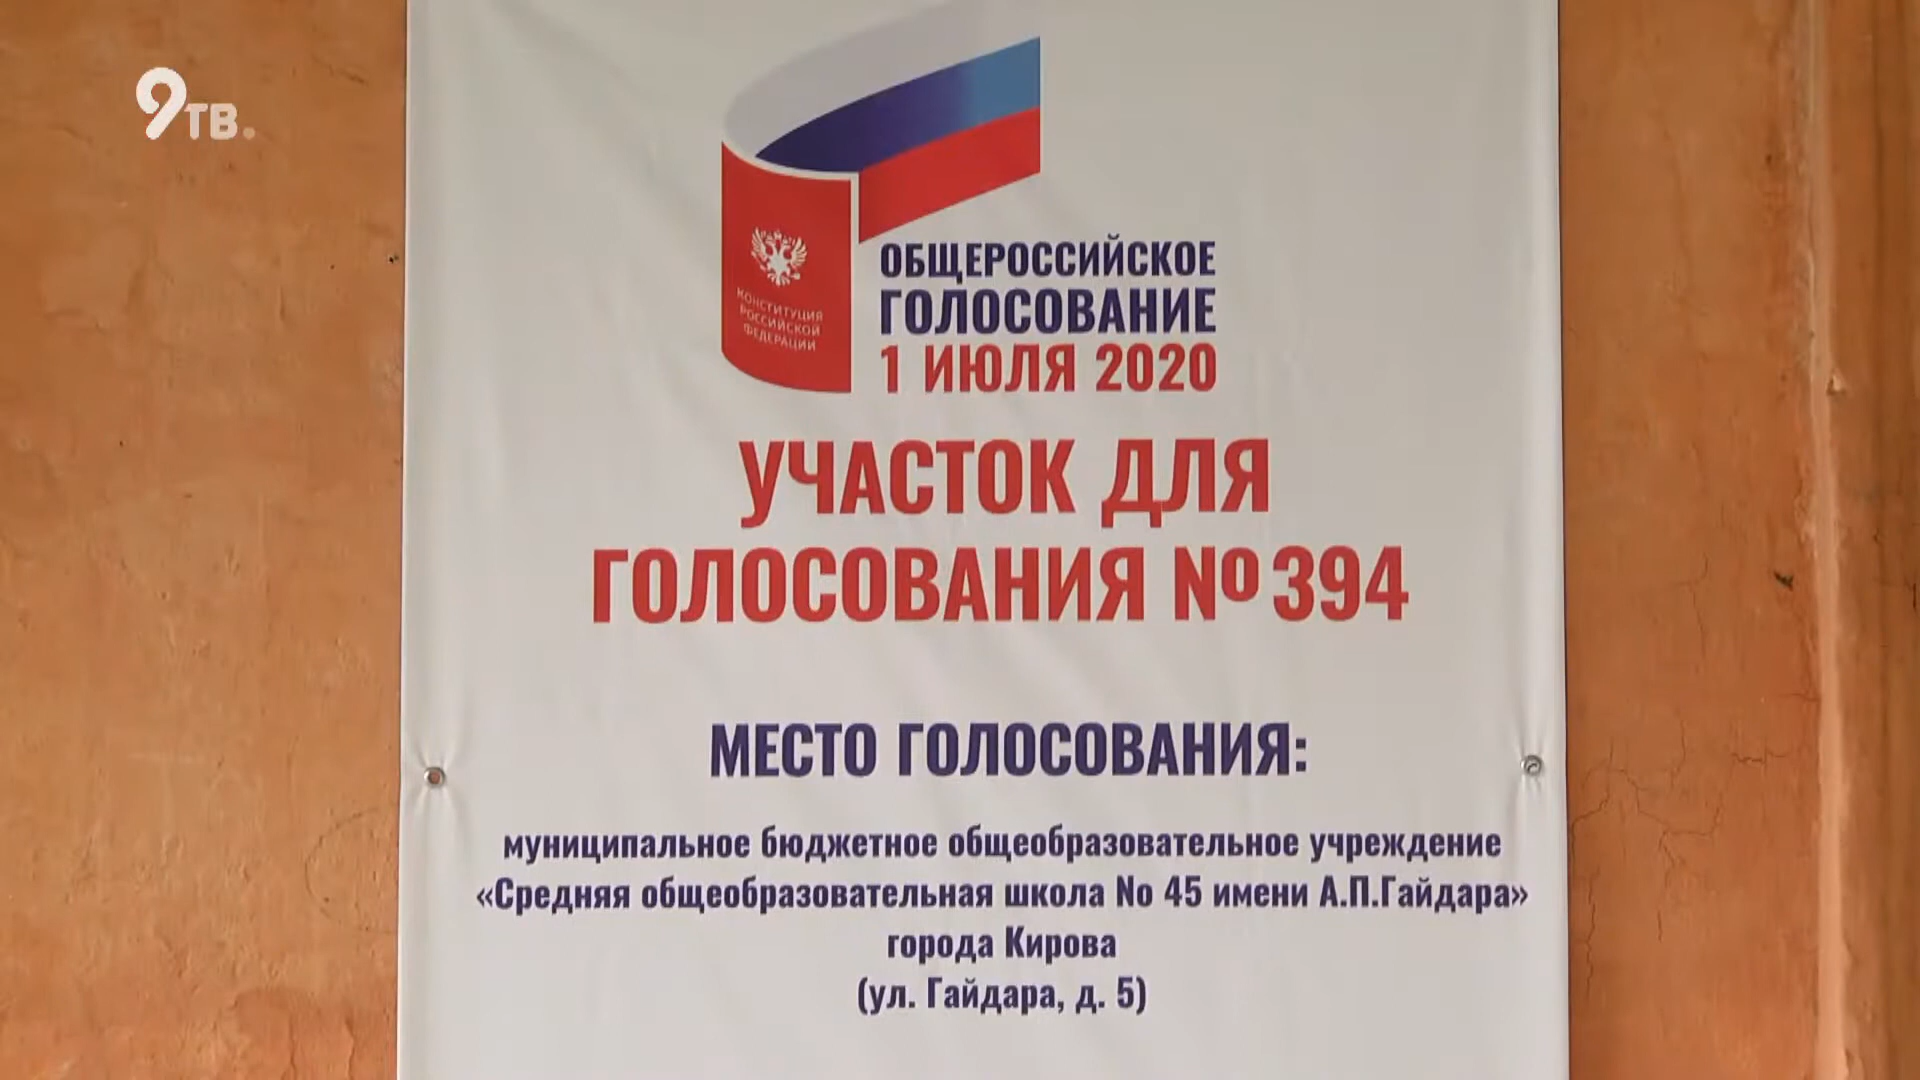 9ТВ.
ОБЩЕРОССИЙСКОЕ
ГОЛОСОВАНИЕ
1 ИЮЛЯ 2020
КОНСТИТУЦИЯ
РОССИЙСКОЙ
ФЕДЕРАЦИИ
УЧАСТОК ДЛЯ
ГОЛОСОВАНИЯ №394
МЕСТО ГОЛОСОВАНИЯ:
муниципальное бюджетное общеобразовательное учреждение
«Средняя общеобразовательная школа No 45 имени А.П.Гайдара»
города Кирова
(ул. Гайдара, д. 5)